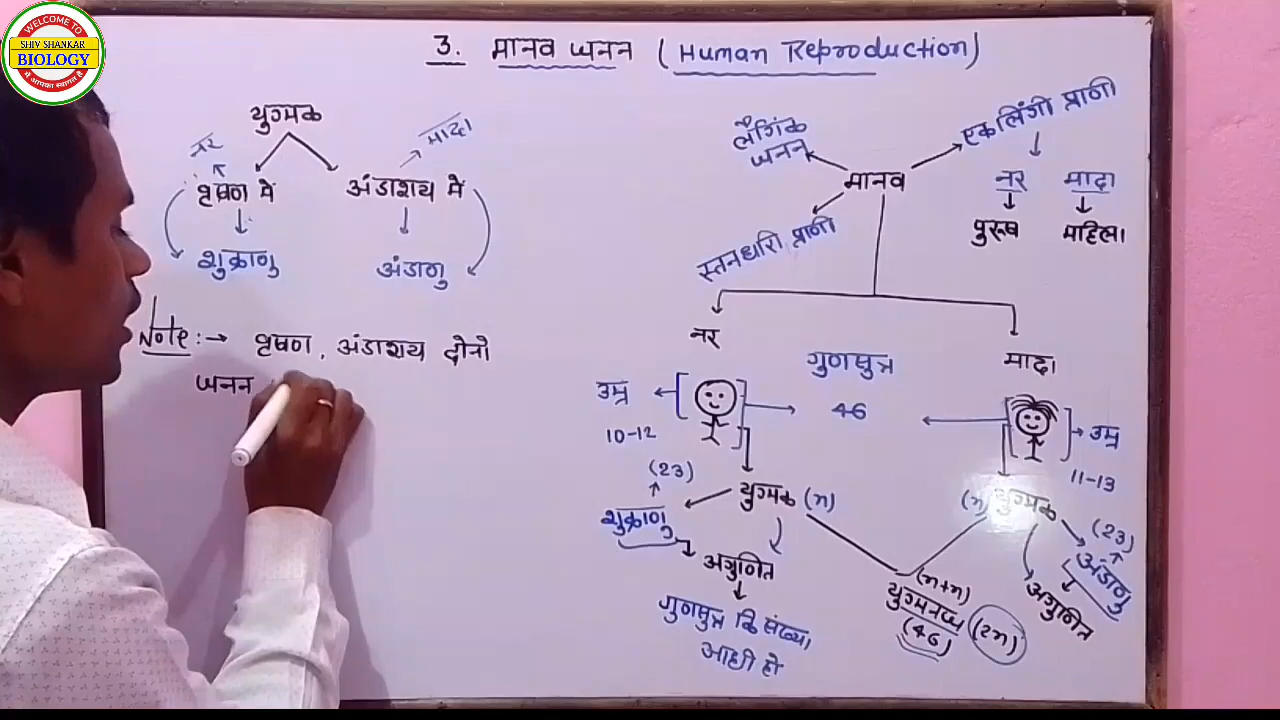 WELCOME TO
SHIV SHANKAR
BIOLOGY
में आपका स्वागत है
3. मानव जनन (Human Reproduction)
युग्मक
नर
मादा
वृषण में
अंडाशय में
शुक्राणु
अंडाणु
Note :→ वृषण, अंडाशय दोनो
जनन
लैंगिक
जनन
एकलिंगी प्राणी
मानव
नर
मादा
पुरूष
महिला
स्तनधारि प्राणी
नर
गुणसुत्र
मादा
उम्र
46
उम्र
10-12
11-13
(23)
युग्मक (n)
(n) युग्मक
शुक्राणु
(23)
अंडाणु
अगुणित
अगुणित
गुणसुत्र कि संख्या
आधी हो
(n+n)
युग्मनज (2n)
(46)